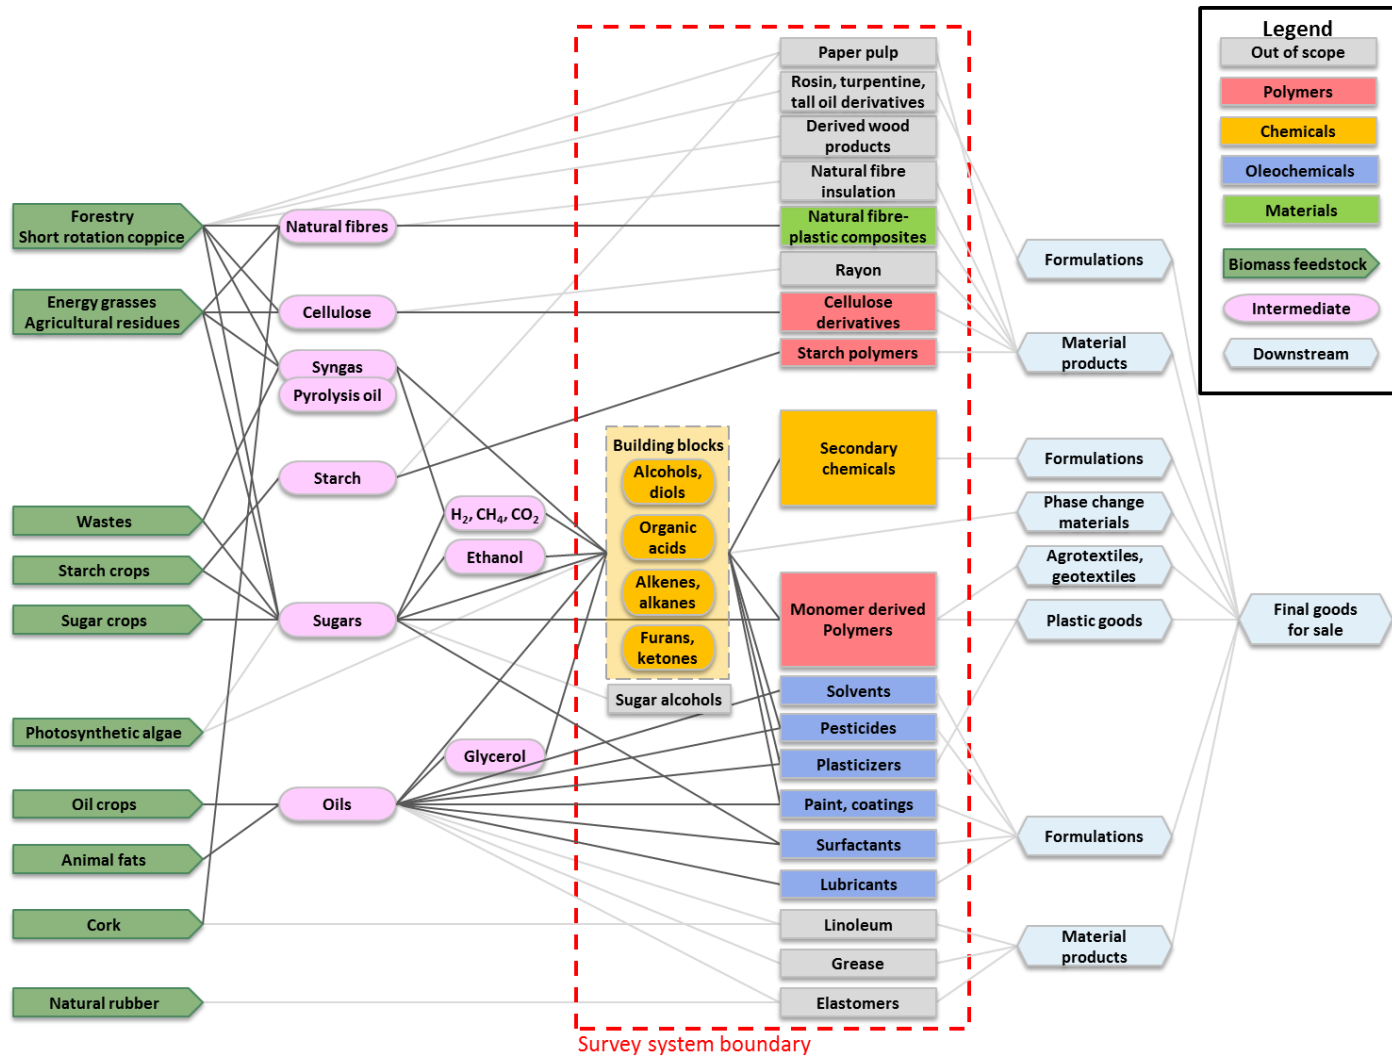 Legend
Out of scope
Polymers
Chemicals
Oleochemicals
Materials
Biomass feedstock
Intermediate
Downstream
Forestry
Short rotation coppice
Energy grasses
Agricultural residues
Wastes
Starch crops
Sugar crops
Photosynthetic algae
Oil crops
Animal fats
Cork
Natural rubber
Natural fibres
Cellulose
Syngas
Pyrolysis oil
Starch
Sugars
Oils
H₂, CH₄, CO₂
Ethanol
Glycerol
Building blocks
Alcohols,
diols
Organic
acids
Alkenes,
alkanes
Furans,
ketones
Sugar alcohols
Paper pulp
Rosin, turpentine,
tall oil derivatives
Derived wood
products
Natural fibre
insulation
Natural fibre-
plastic composites
Rayon
Cellulose
derivatives
Starch polymers
Secondary
chemicals
Monomer derived
Polymers
Solvents
Pesticides
Plasticizers
Paint, coatings
Surfactants
Lubricants
Linoleum
Grease
Elastomers
Formulations
Material
products
Formulations
Phase change
materials
Agrotextiles,
geotextiles
Plastic goods
Formulations
Material
products
Final goods
for sale
Survey system boundary